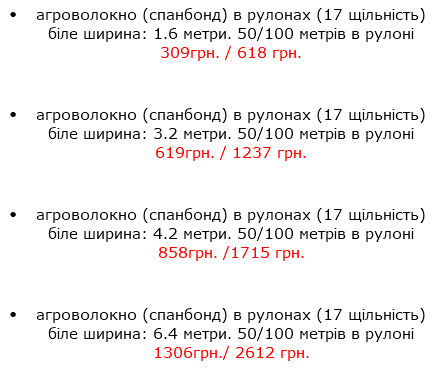 • агроволокно (спанбонд) в рулонах (17 щільність)
біле ширина: 1.6 метри. 50/100 метрів в рулоні
309грн. / 618 грн.
• агроволокно (спанбонд) в рулонах (17 щільність)
біле ширина: 3.2 метри. 50/100 метрів в рулоні
619грн. / 1237 грн.
• агроволокно (спанбонд) в рулонах (17 щільність)
біле ширина: 4.2 метри. 50/100 метрів в рулоні
858грн. /1715 грн.
• агроволокно (спанбонд) в рулонах (17 щільність)
біле ширина: 6.4 метри. 50/100 метрів в рулоні
1306грн./ 2612 грн.